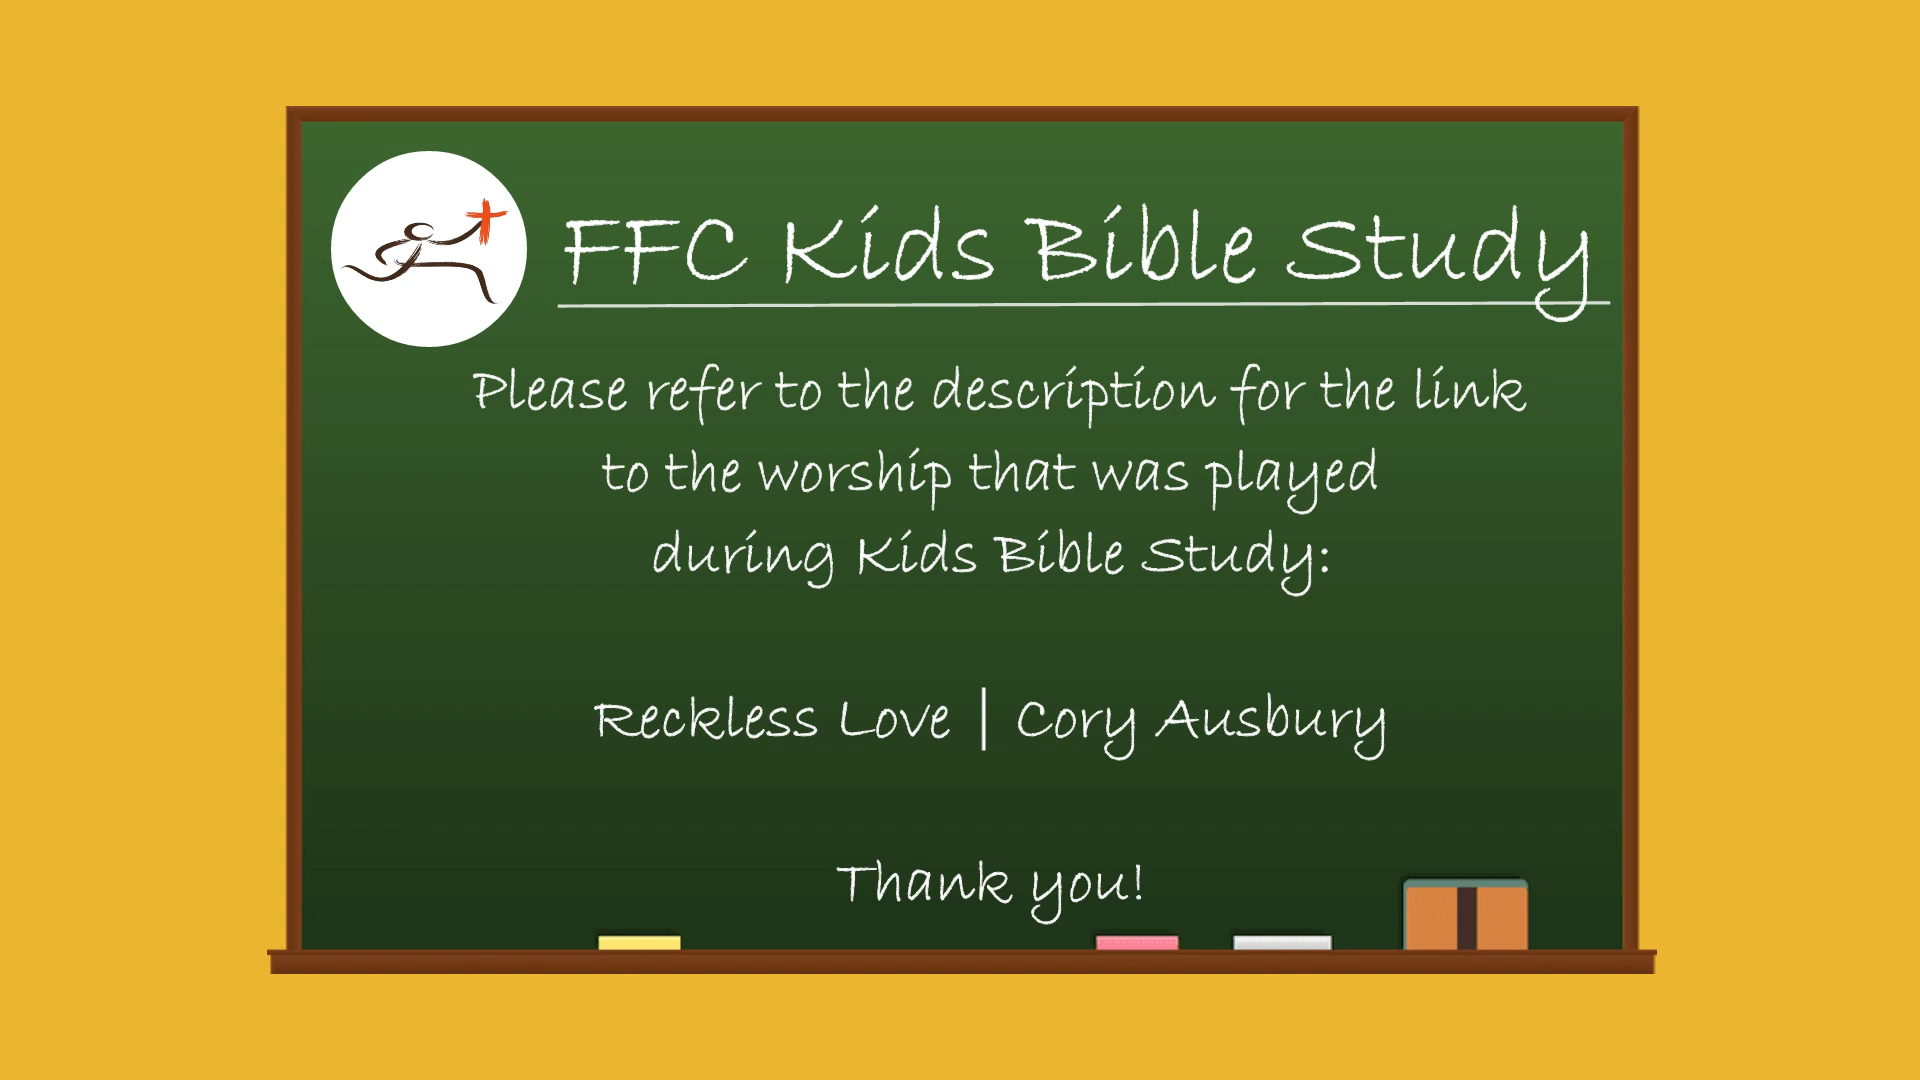 FFC Kids Bible Study
Please refer to the description for the link
to the worship that was played
during Kids Bible Study:
Reckless Love | Cory Ausbury
Thank you!